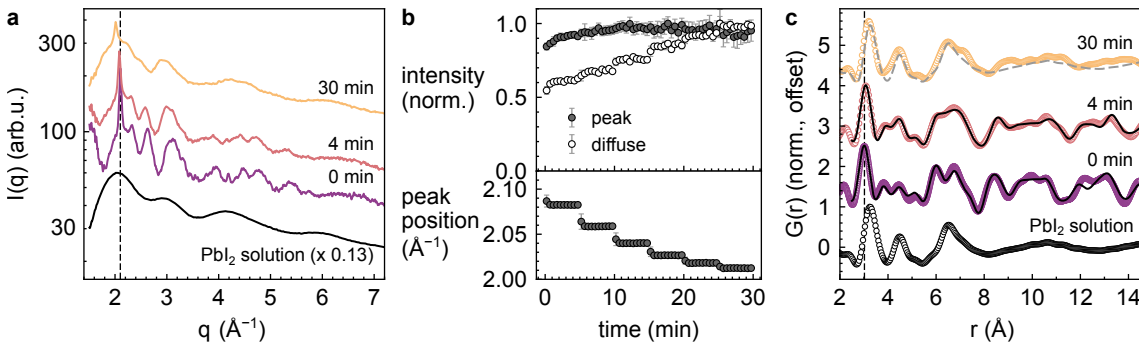 a
300
100
30
I(q) (arb.u.)
30 min
4 min
0 min
PbI₂ solution (x 0.13)
2
3
4
5
6
7
q (Å⁻¹)
b
1.0
0.5
0.0
intensity
(norm.)
peak
diffuse
2.10
2.05
2.00
peak
position
(Å⁻¹)
0
10
20
30
time (min)
c
5
4
3
2
1
0
G(r) (norm., offset)
30 min
4 min
0 min
PbI₂
solution
2
4
6
8
10
12
14
r (Å)